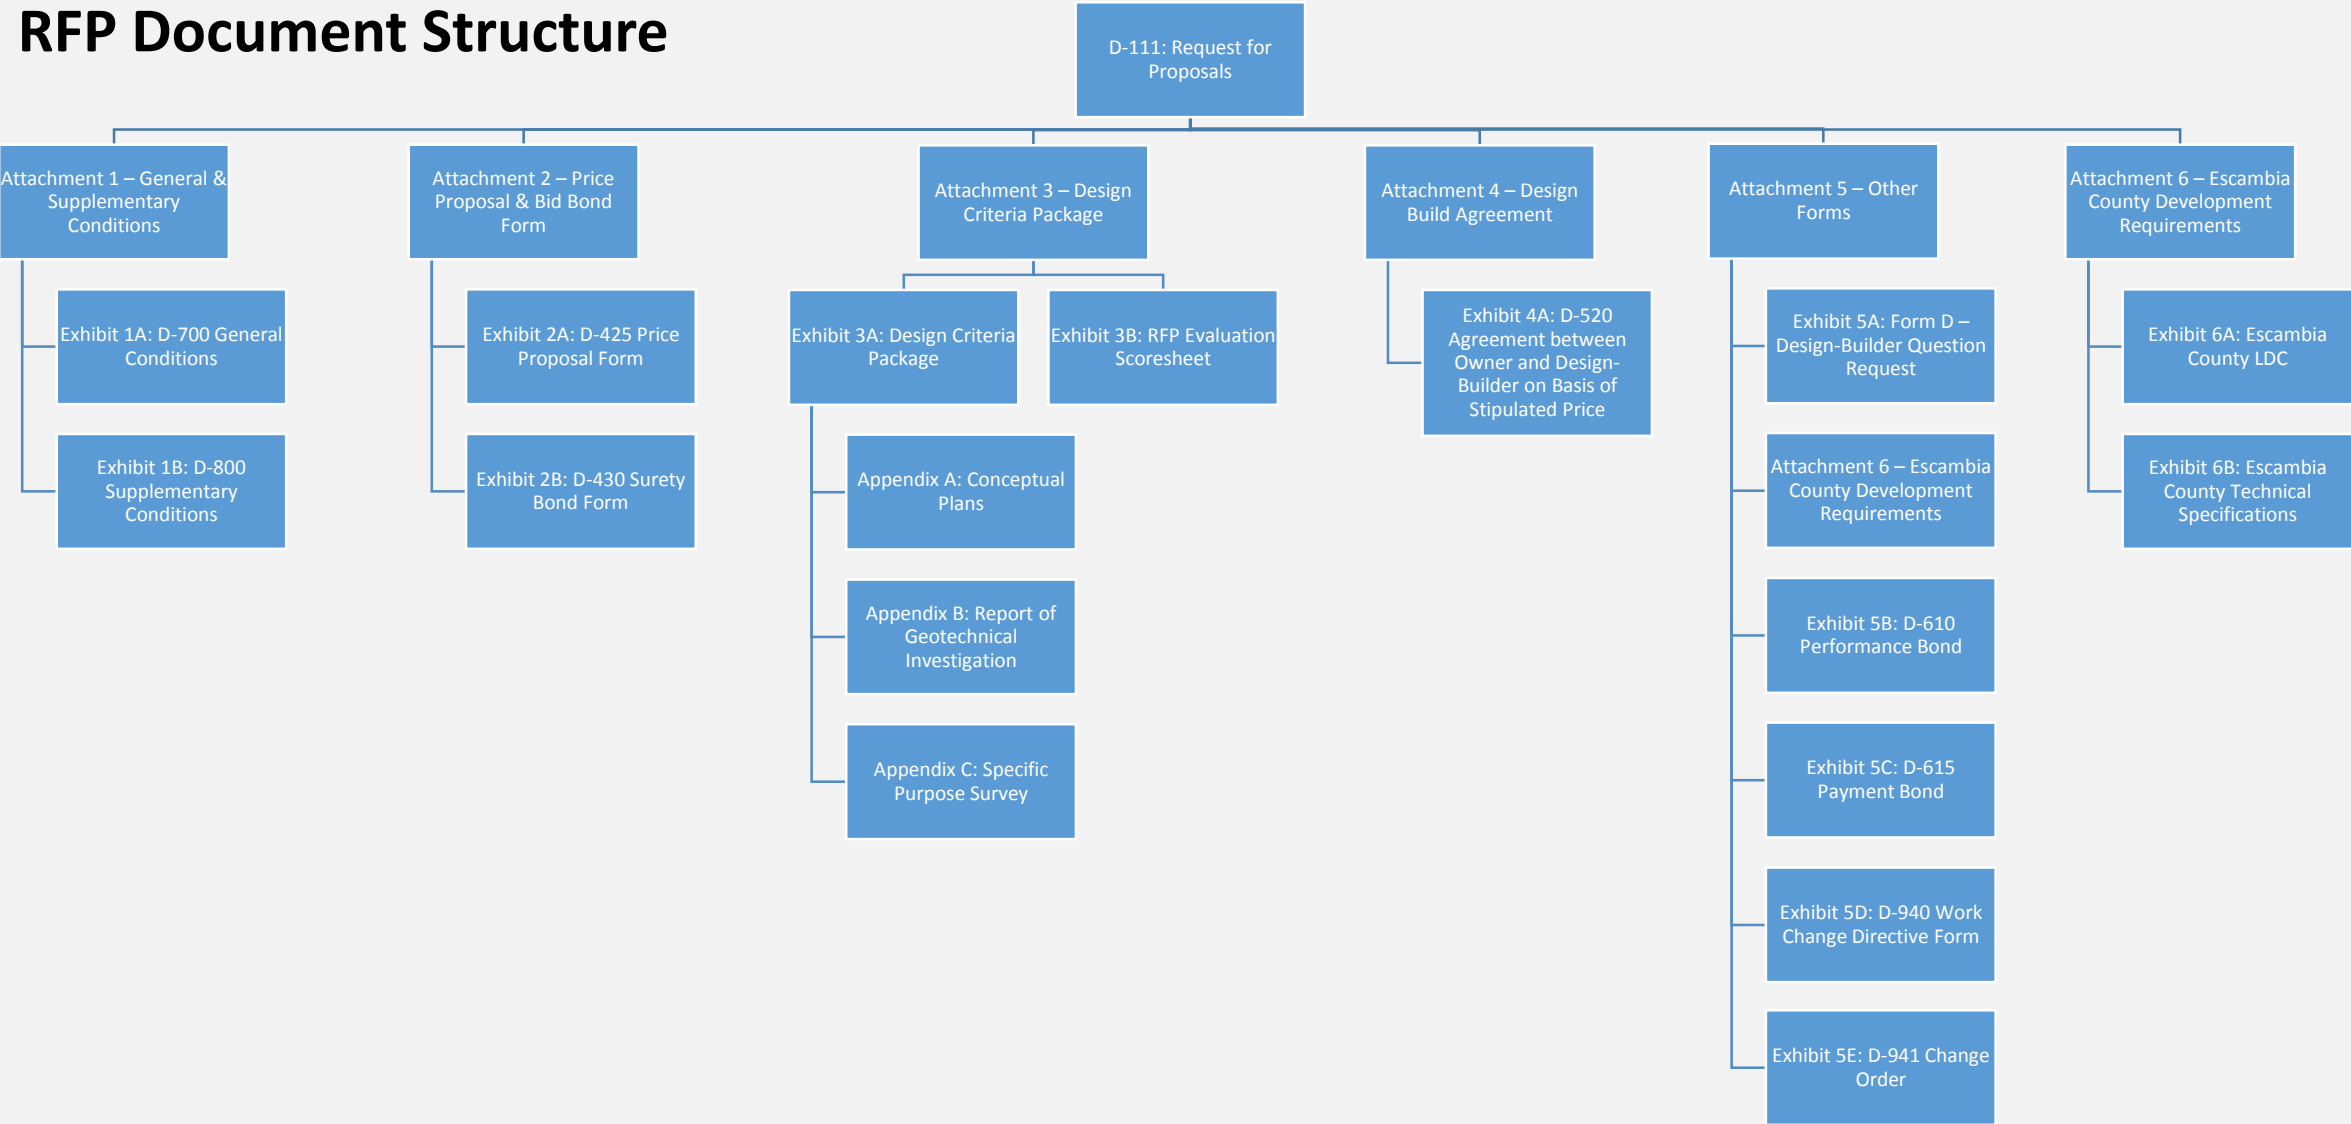 RFP Document Structure
D-111: Request for
Proposals
Attachment 1 – General &
Supplementary
Conditions
Exhibit 1A: D-700 General
Conditions
Exhibit 1B: D-800
Supplementary
Conditions
Attachment 2 – Price
Proposal & Bid Bond
Form
Exhibit 2A: D-425 Price
Proposal Form
Exhibit 2B: D-430 Surety
Bond Form
Attachment 3 – Design
Criteria Package
Exhibit 3A: Design Criteria
Package
Appendix A: Conceptual
Plans
Appendix B: Report of
Geotechnical
Investigation
Appendix C: Specific
Purpose Survey
Exhibit 3B: RFP Evaluation
Scoresheet
Attachment 4 – Design
Build Agreement
Exhibit 4A: D-520
Agreement between
Owner and Design-
Builder on Basis of
Stipulated Price
Attachment 5 – Other
Forms
Exhibit 5A: Form D –
Design-Builder Question
Request
Attachment 6 – Escambia
County Development
Requirements
Exhibit 5B: D-610
Performance Bond
Exhibit 5C: D-615
Payment Bond
Exhibit 5D: D-940 Work
Change Directive Form
Exhibit 5E: D-941 Change
Order
Attachment 6 – Escambia
County Development
Requirements
Exhibit 6A: Escambia
County LDC
Exhibit 6B: Escambia
County Technical
Specifications